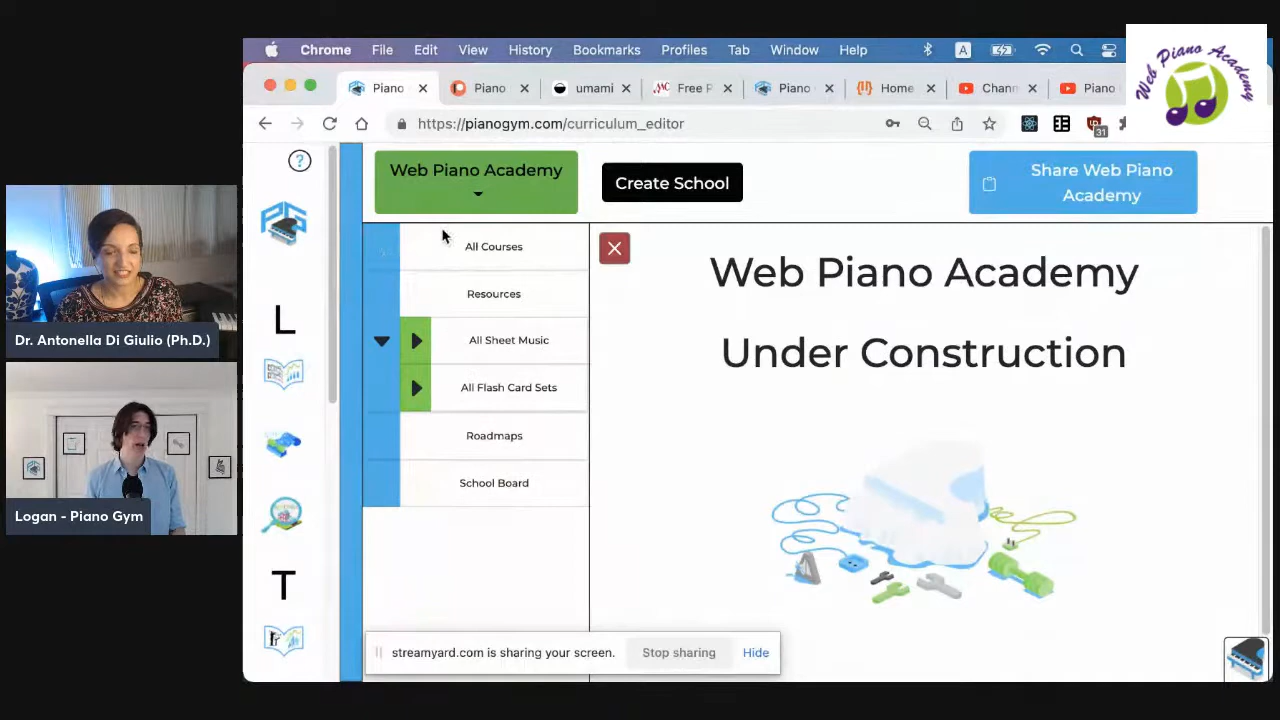 Chrome File Edit View History Bookmarks Profiles Tab Window Help
A
Web Piano Academy
Piano
Piano
umami
Free P
Piano
Home
Chann
Piano
https://pianogym.com/curriculum_editor
31
?
PG
L
T
Web Piano Academy
Create School
Share Web Piano
Academy
All Courses
Resources
All Sheet Music
All Flash Card Sets
Roadmaps
School Board
Web Piano Academy
Under Construction
Dr. Antonella Di Giulio (Ph.D.)
Logan - Piano Gym
streamyard.com is sharing your screen.
Stop sharing
Hide